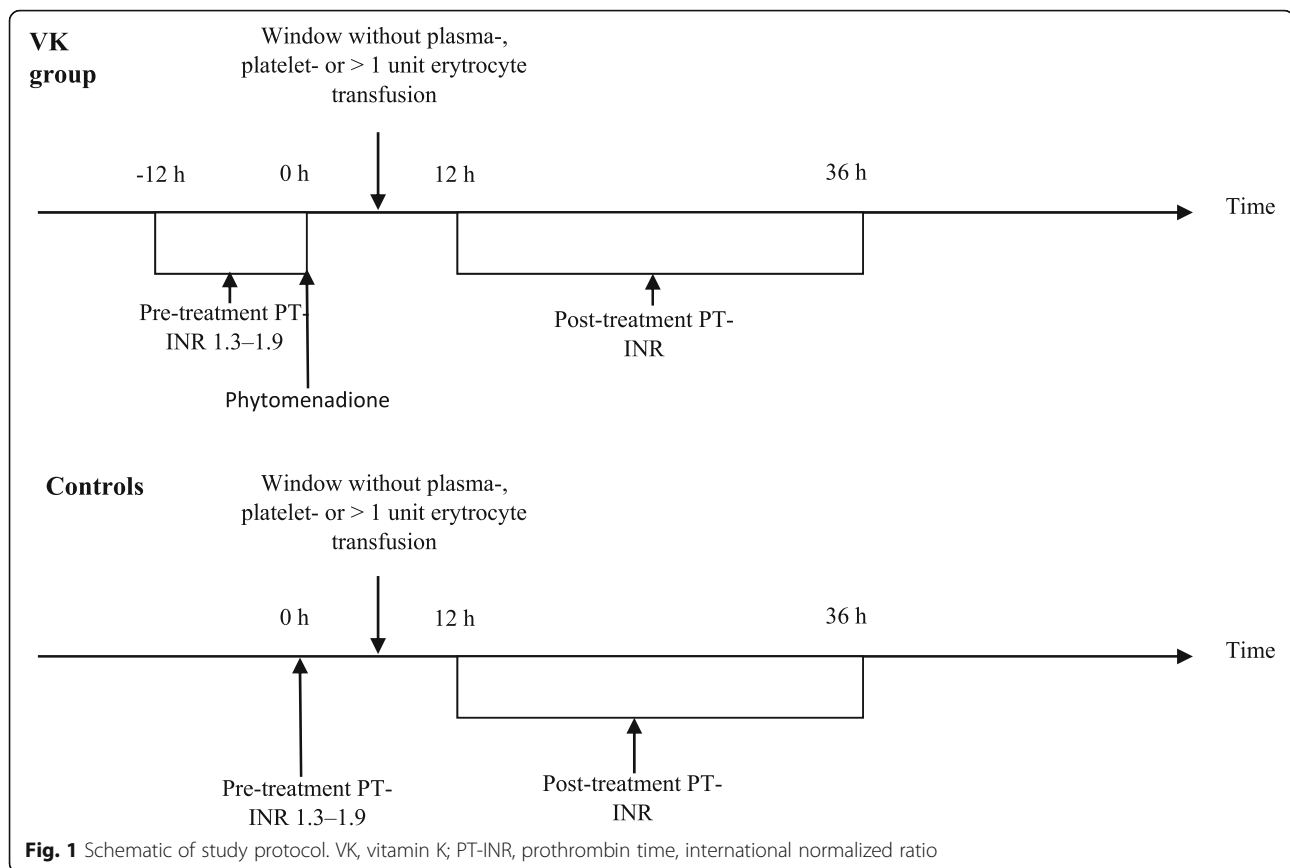 VK
group
Window without plasma-,
platelet- or > 1 unit erytrocyte
transfusion
-12 h
0 h
12 h
36 h
Time
Pre-treatment PT-
INR 1.3–1.9
Post-treatment PT-
INR
Phytomenadione
Controls
Window without plasma-,
platelet- or > 1 unit erytrocyte
transfusion
0 h
12 h
36 h
Time
Pre-treatment PT-
INR 1.3–1.9
Post-treatment PT-
INR
Fig. 1 Schematic of study protocol. VK, vitamin K; PT-INR, prothrombin time, international normalized ratio